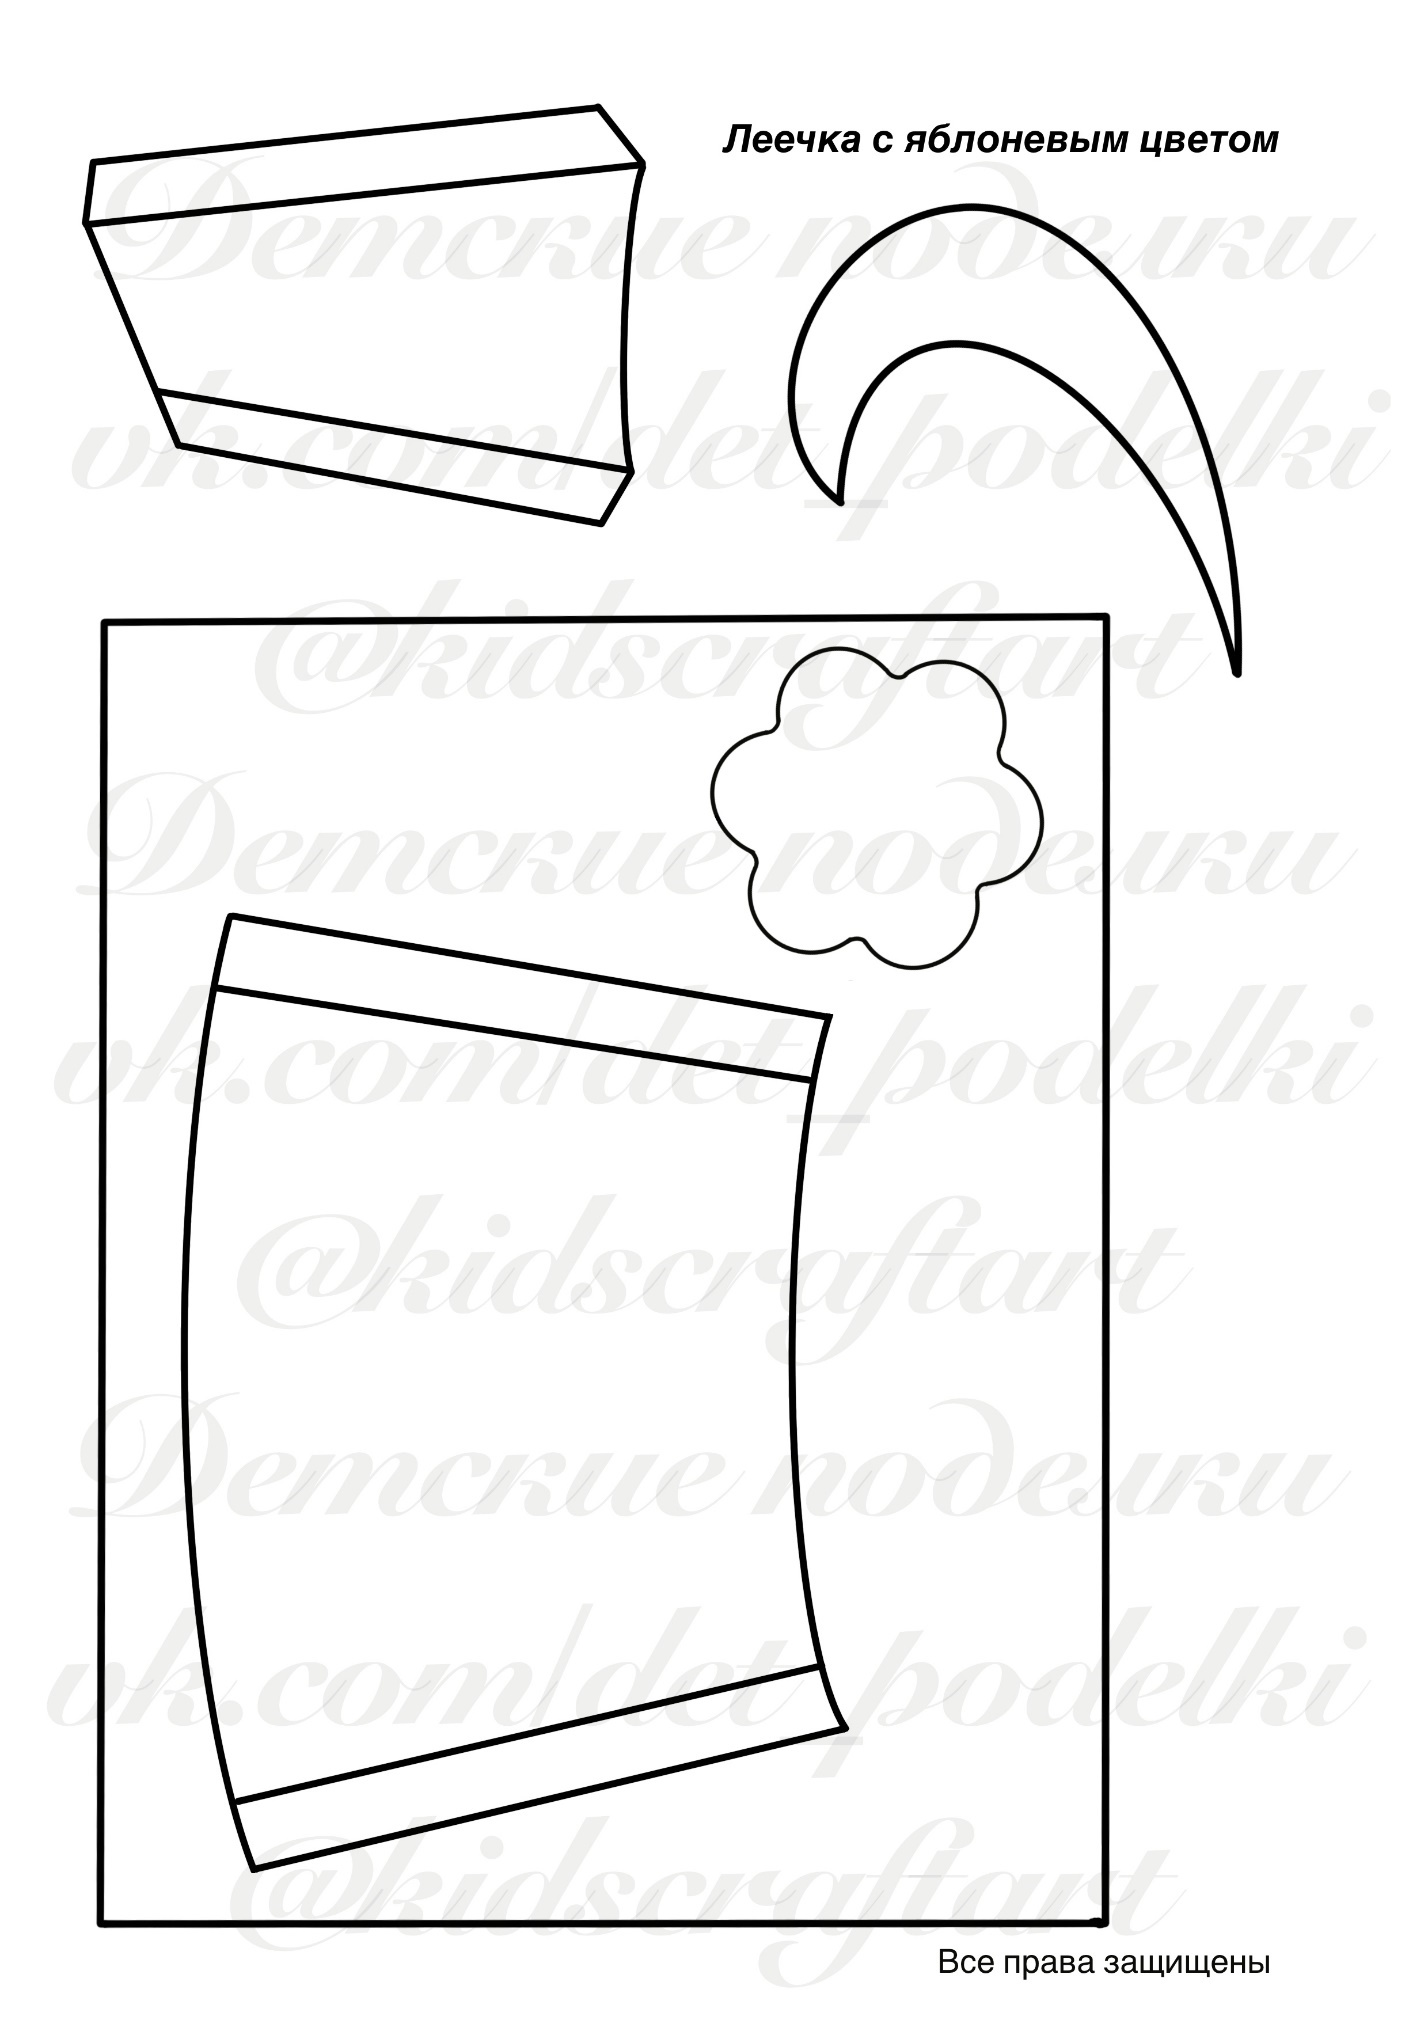 Леечка с яблоневым цветом
Детские поделки
vk.com/det_podelki
@kidscraftart
Детские поделки
vk.com/det_podelki
@kidscraftart
Детские поделки
vk.com/det_podelki
@kidscraftart
Все права защищены